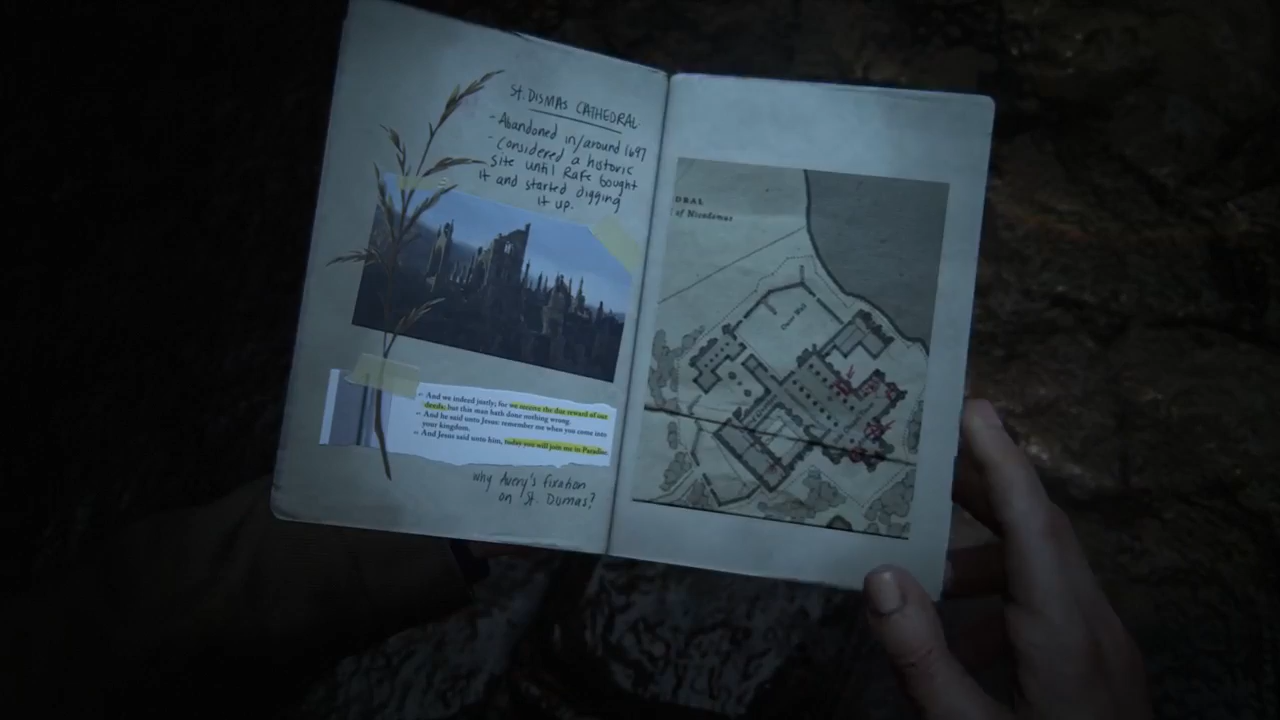 St. DISMAS CATHEDRAL
- Abandoned in/around 1697
- Considered a historic
site until Rafe bought
it and started digging
it up.
And we indeed justly; for we receive the due reward of our
deeds; but this man hath done nothing wrong.
And he said unto Jesus: remember me when you come into
your kingdom.
And Jesus said unto him, today you will join me in Paradise.
why Avery's fixation
on St. Dismas?
DRAL
of Nicodemus
Outer Wall